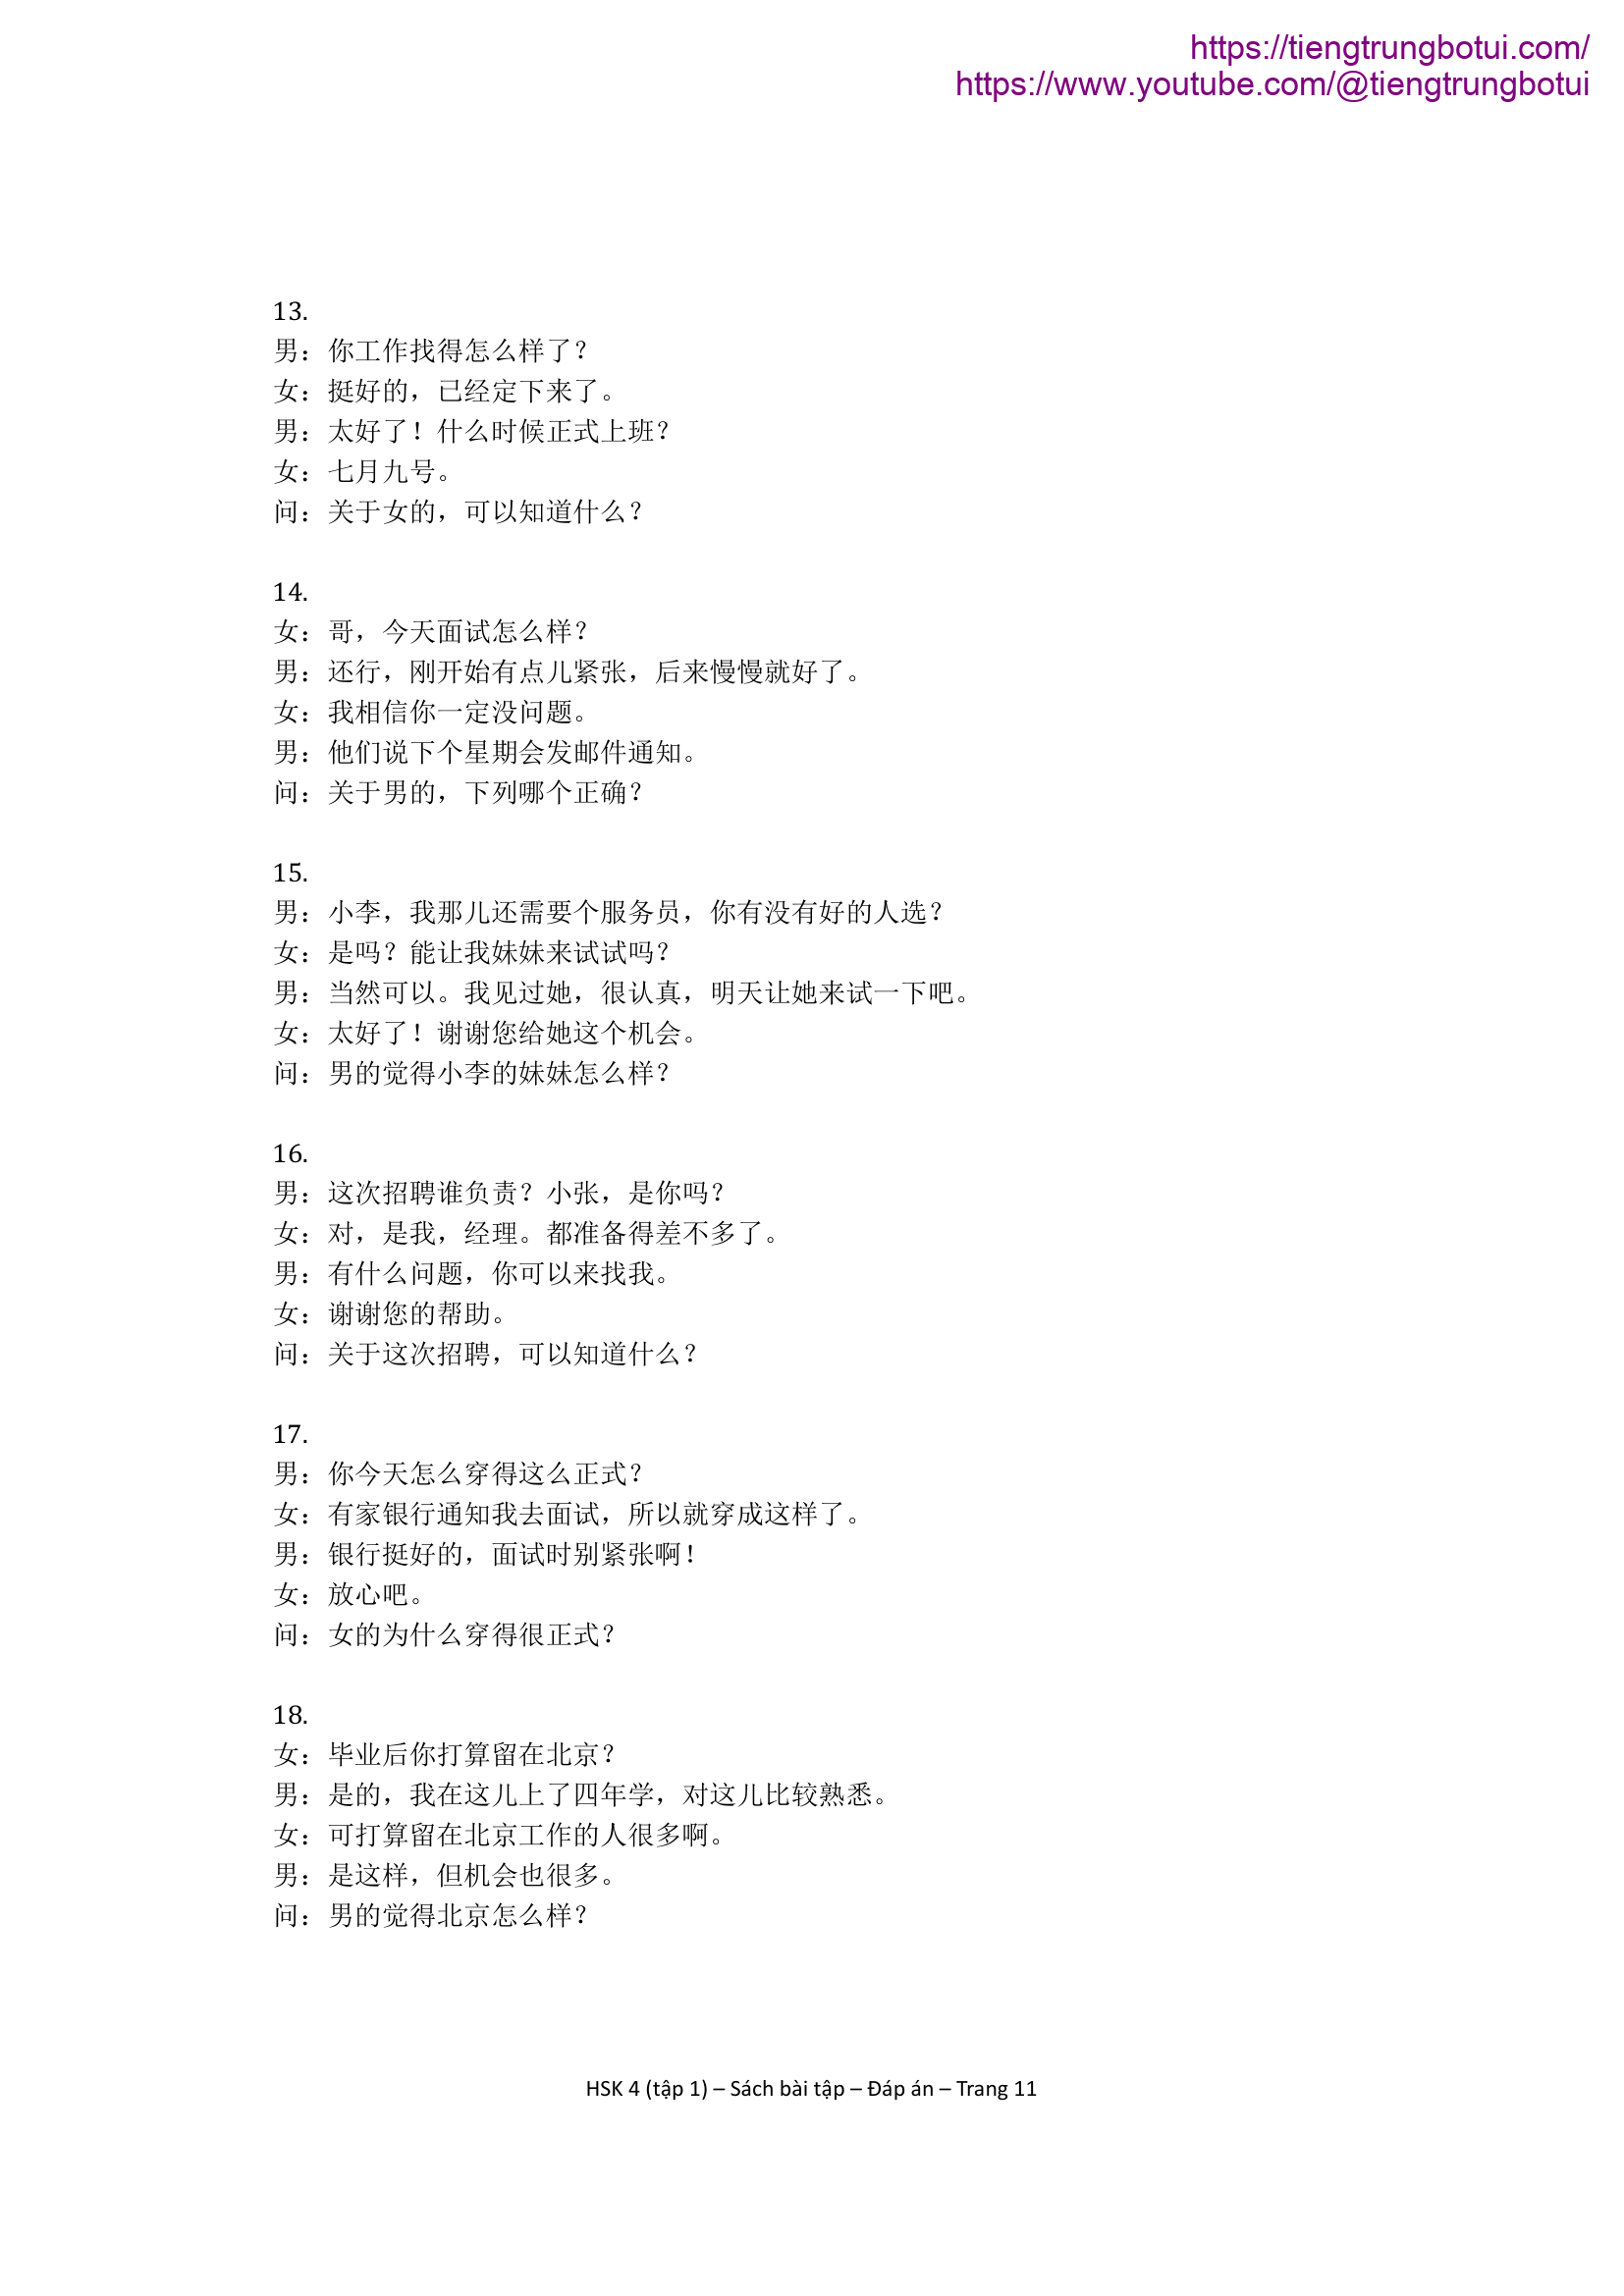 https://tiengtrungbotui.com/
https://www.youtube.com/@tiengtrungbotui
13.
男：你工作找得怎么样了？
女：挺好的，已经定下来了。
男：太好了！什么时候正式上班？
女：七月九号。
问：关于女的，可以知道什么？
14.
女：哥，今天面试怎么样？
男：还行，刚开始有点儿紧张，后来慢慢就好了。
女：我相信你一定没问题。
男：他们说下个星期会发邮件通知。
问：关于男的，下列哪个正确？
15.
男：小李，我那儿还需要个服务员，你有没有好的人选？
女：是吗？能让我妹妹来试试吗？
男：当然可以。我见过她，很认真，明天让她来试一下吧。
女：太好了！谢谢您给她这个机会。
问：男的觉得小李的妹妹怎么样？
16.
男：这次招聘谁负责？小张，是你吗？
女：对，是我，经理。都准备得差不多了。
男：有什么问题，你可以来找我。
女：谢谢您的帮助。
问：关于这次招聘，可以知道什么？
17.
男：你今天怎么穿得这么正式？
女：有家银行通知我去面试，所以就穿成这样了。
男：银行挺好的，面试时别紧张啊！
女：放心吧。
问：女的为什么穿得很正式？
18.
女：毕业后你打算留在北京？
男：是的，我在这儿上了四年学，对这儿比较熟悉。
女：可打算留在北京工作的人很多啊。
男：是这样，但机会也很多。
问：男的觉得北京怎么样？
HSK 4 (tập 1) – Sách bài tập – Đáp án – Trang 11